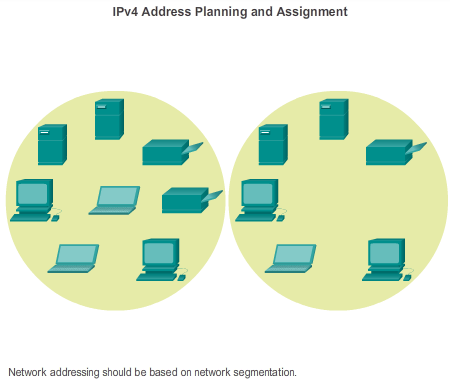 IPv4 Address Planning and Assignment
Network addressing should be based on network segmentation.